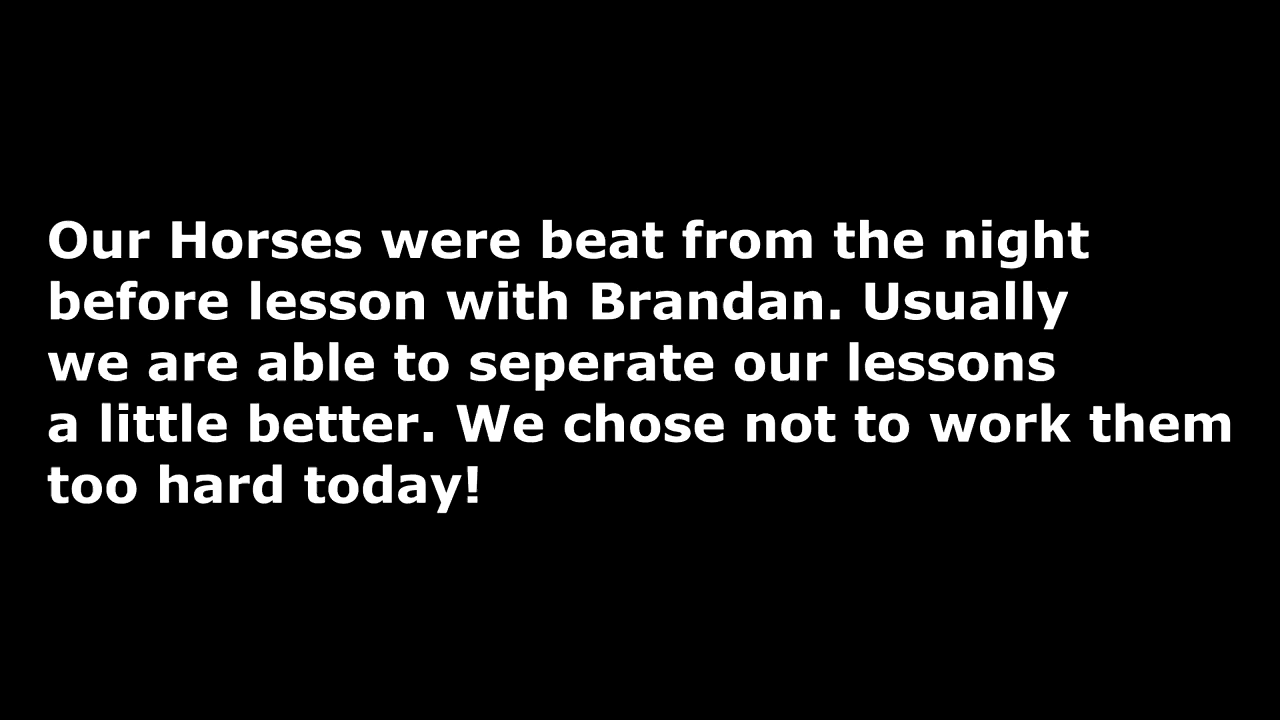 Our Horses were beat from the night
before lesson with Brandan. Usually
we are able to seperate our lessons
a little better. We chose not to work them
too hard today!